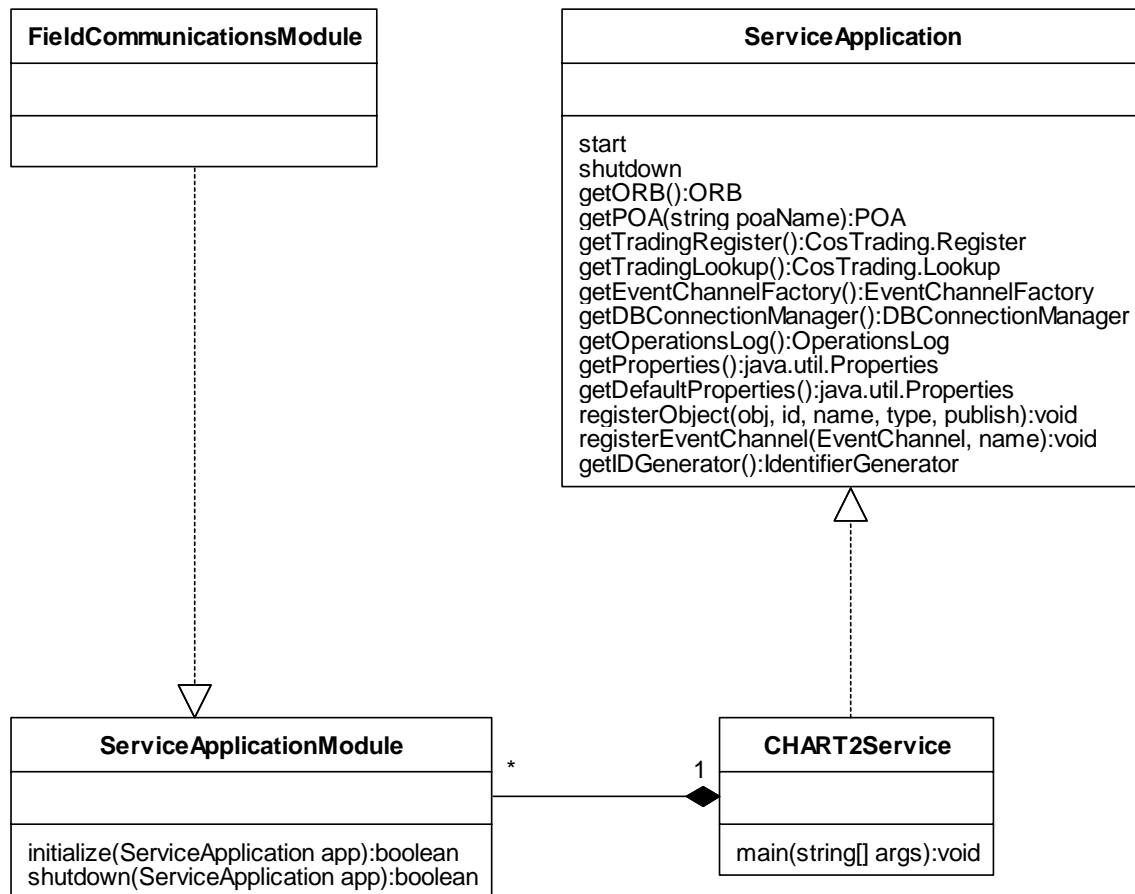 FieldCommunicationsModule
ServiceApplication
start
shutdown
getORB():ORB
getPOA(string poaName):POA
getTradingRegister():CosTrading.Register
getTradingLookup():CosTrading.Lookup
getEventChannelFactory():EventChannelFactory
getDBConnectionManager():DBConnectionManager
getOperationsLog():OperationsLog
getProperties():java.util.Properties
getDefaultProperties():java.util.Properties
registerObject(obj, id, name, type, publish):void
registerEventChannel(EventChannel, name):void
getIDGenerator():IdentifierGenerator
ServiceApplicationModule
initialize(ServiceApplication app):boolean
shutdown(ServiceApplication app):boolean
*
1
CHART2Service
main(string[] args):void